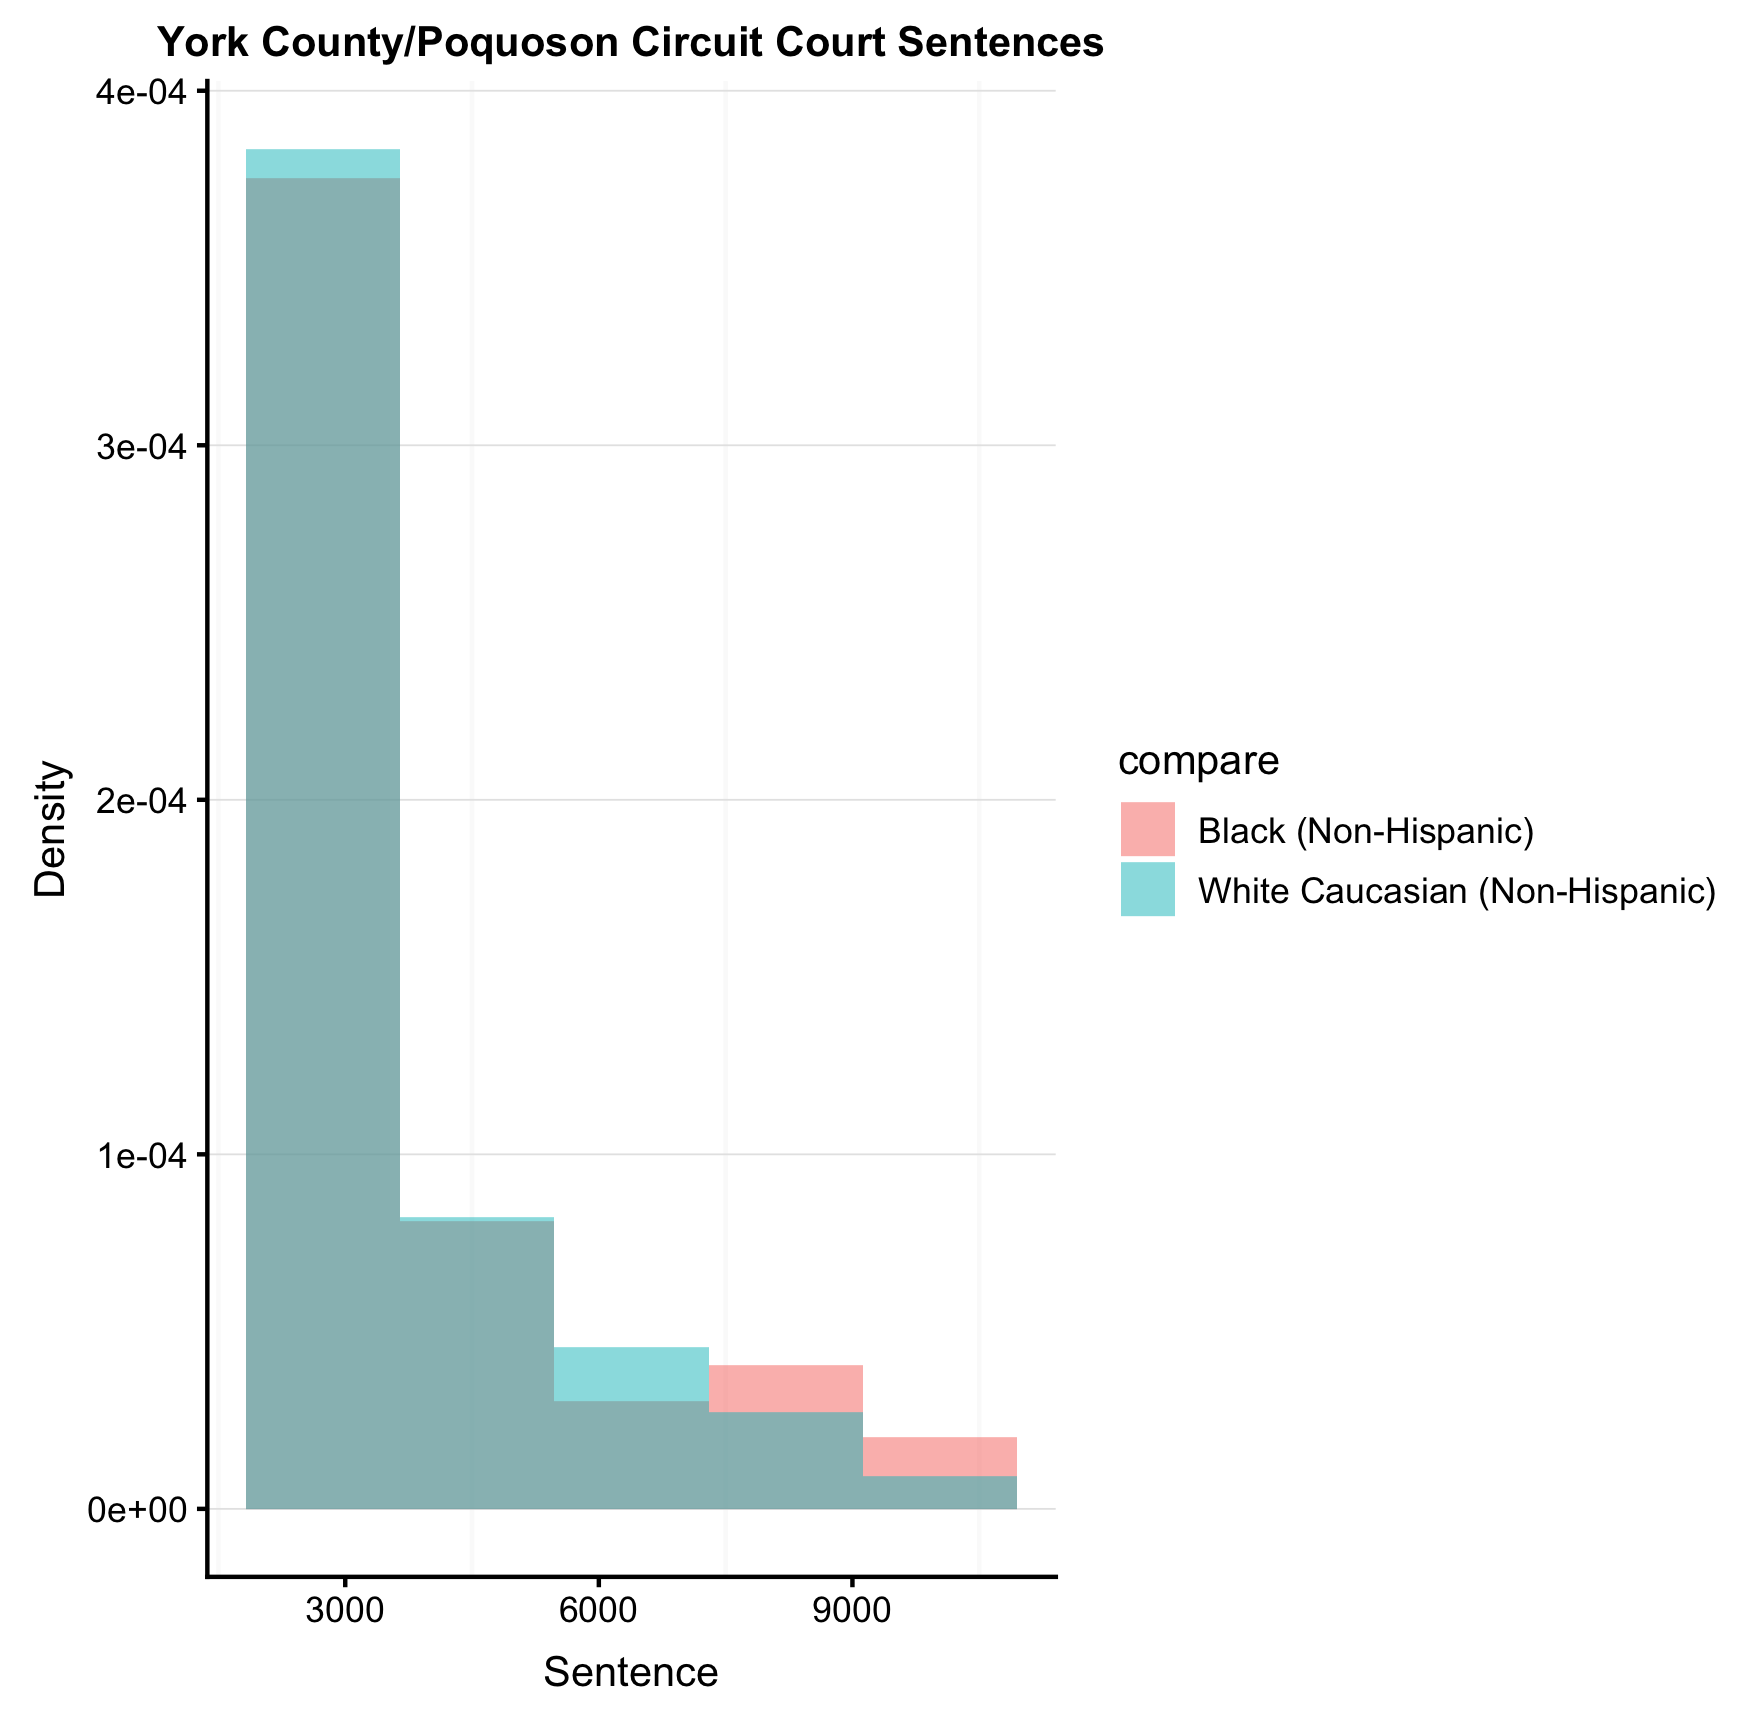 York County/Poquoson Circuit Court Sentences
4e-04
3e-04
2e-04
1e-04
0e+00
Density
3000 6000 9000
Sentence
compare
Black (Non-Hispanic)
White Caucasian (Non-Hispanic)